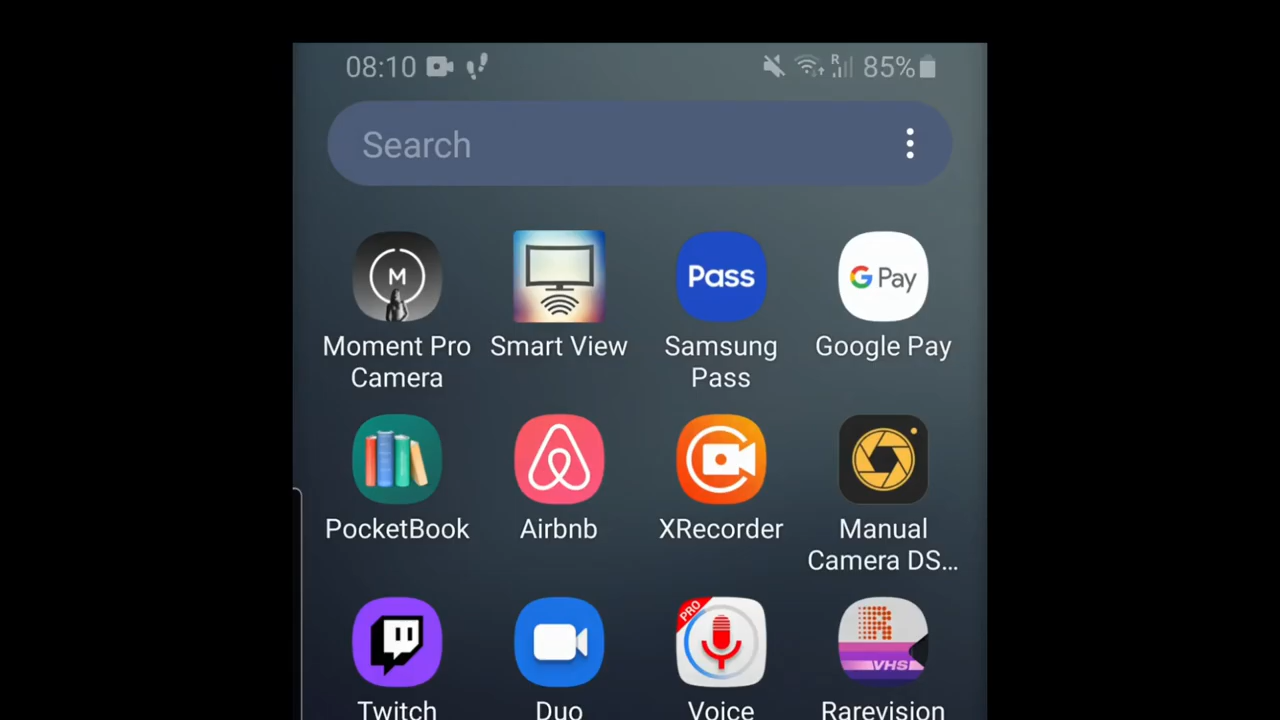 08:10 R 85%
Search
M Pass G Pay
Moment Pro Smart View Samsung Google Pay
Camera Pass
PocketBook Airbnb XRecorder Manual
Camera DS...
PRO R
VHS
Twitch Duo Voice Rarevision